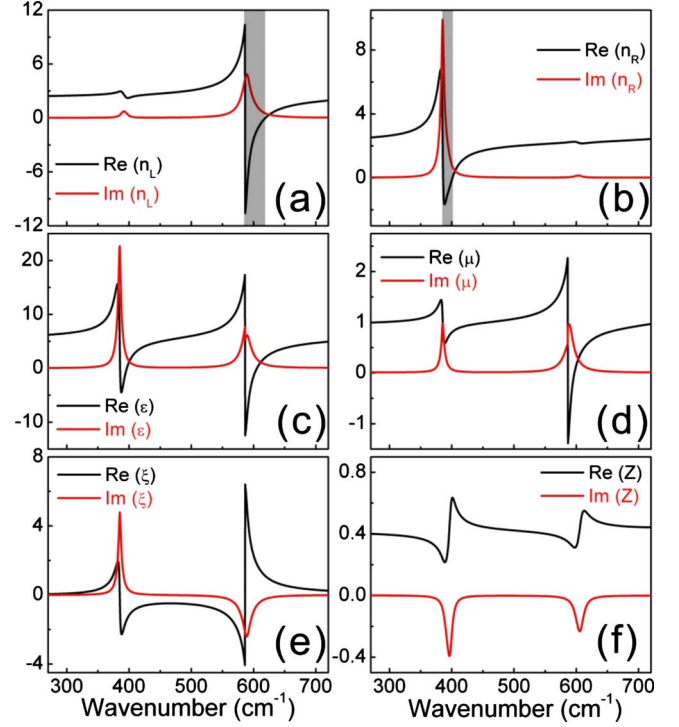 12
6
0
-6
-12
Re (n_L)
Im (n_L)
(a)
8
4
0
Re (n_R)
Im (n_R)
(b)
20
10
0
-10
Re (ε)
Im (ε)
(c)
2
1
0
-1
Re (μ)
Im (μ)
(d)
8
4
0
-4
Re (ξ)
Im (ξ)
(e)
300 400 500 600 700
Wavenumber (cm⁻¹)
0.8
0.4
0.0
-0.4
Re (Z)
Im (Z)
(f)
300 400 500 600 700
Wavenumber (cm⁻¹)